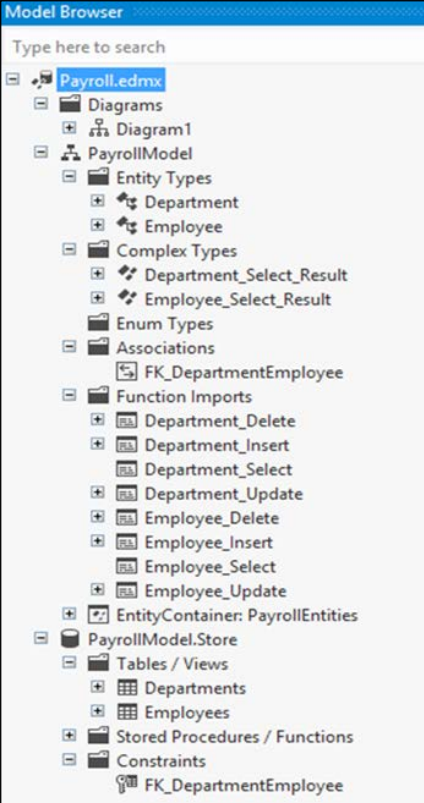 Model Browser
Type here to search
Payroll.edmx
Diagrams
Diagram1
PayrollModel
Entity Types
Department
Employee
Complex Types
Department_Select_Result
Employee_Select_Result
Enum Types
Associations
FK_DepartmentEmployee
Function Imports
Department_Delete
Department_Insert
Department_Select
Department_Update
Employee_Delete
Employee_Insert
Employee_Select
Employee_Update
EntityContainer: PayrollEntities
PayrollModel.Store
Tables / Views
Departments
Employees
Stored Procedures / Functions
Constraints
FK_DepartmentEmployee